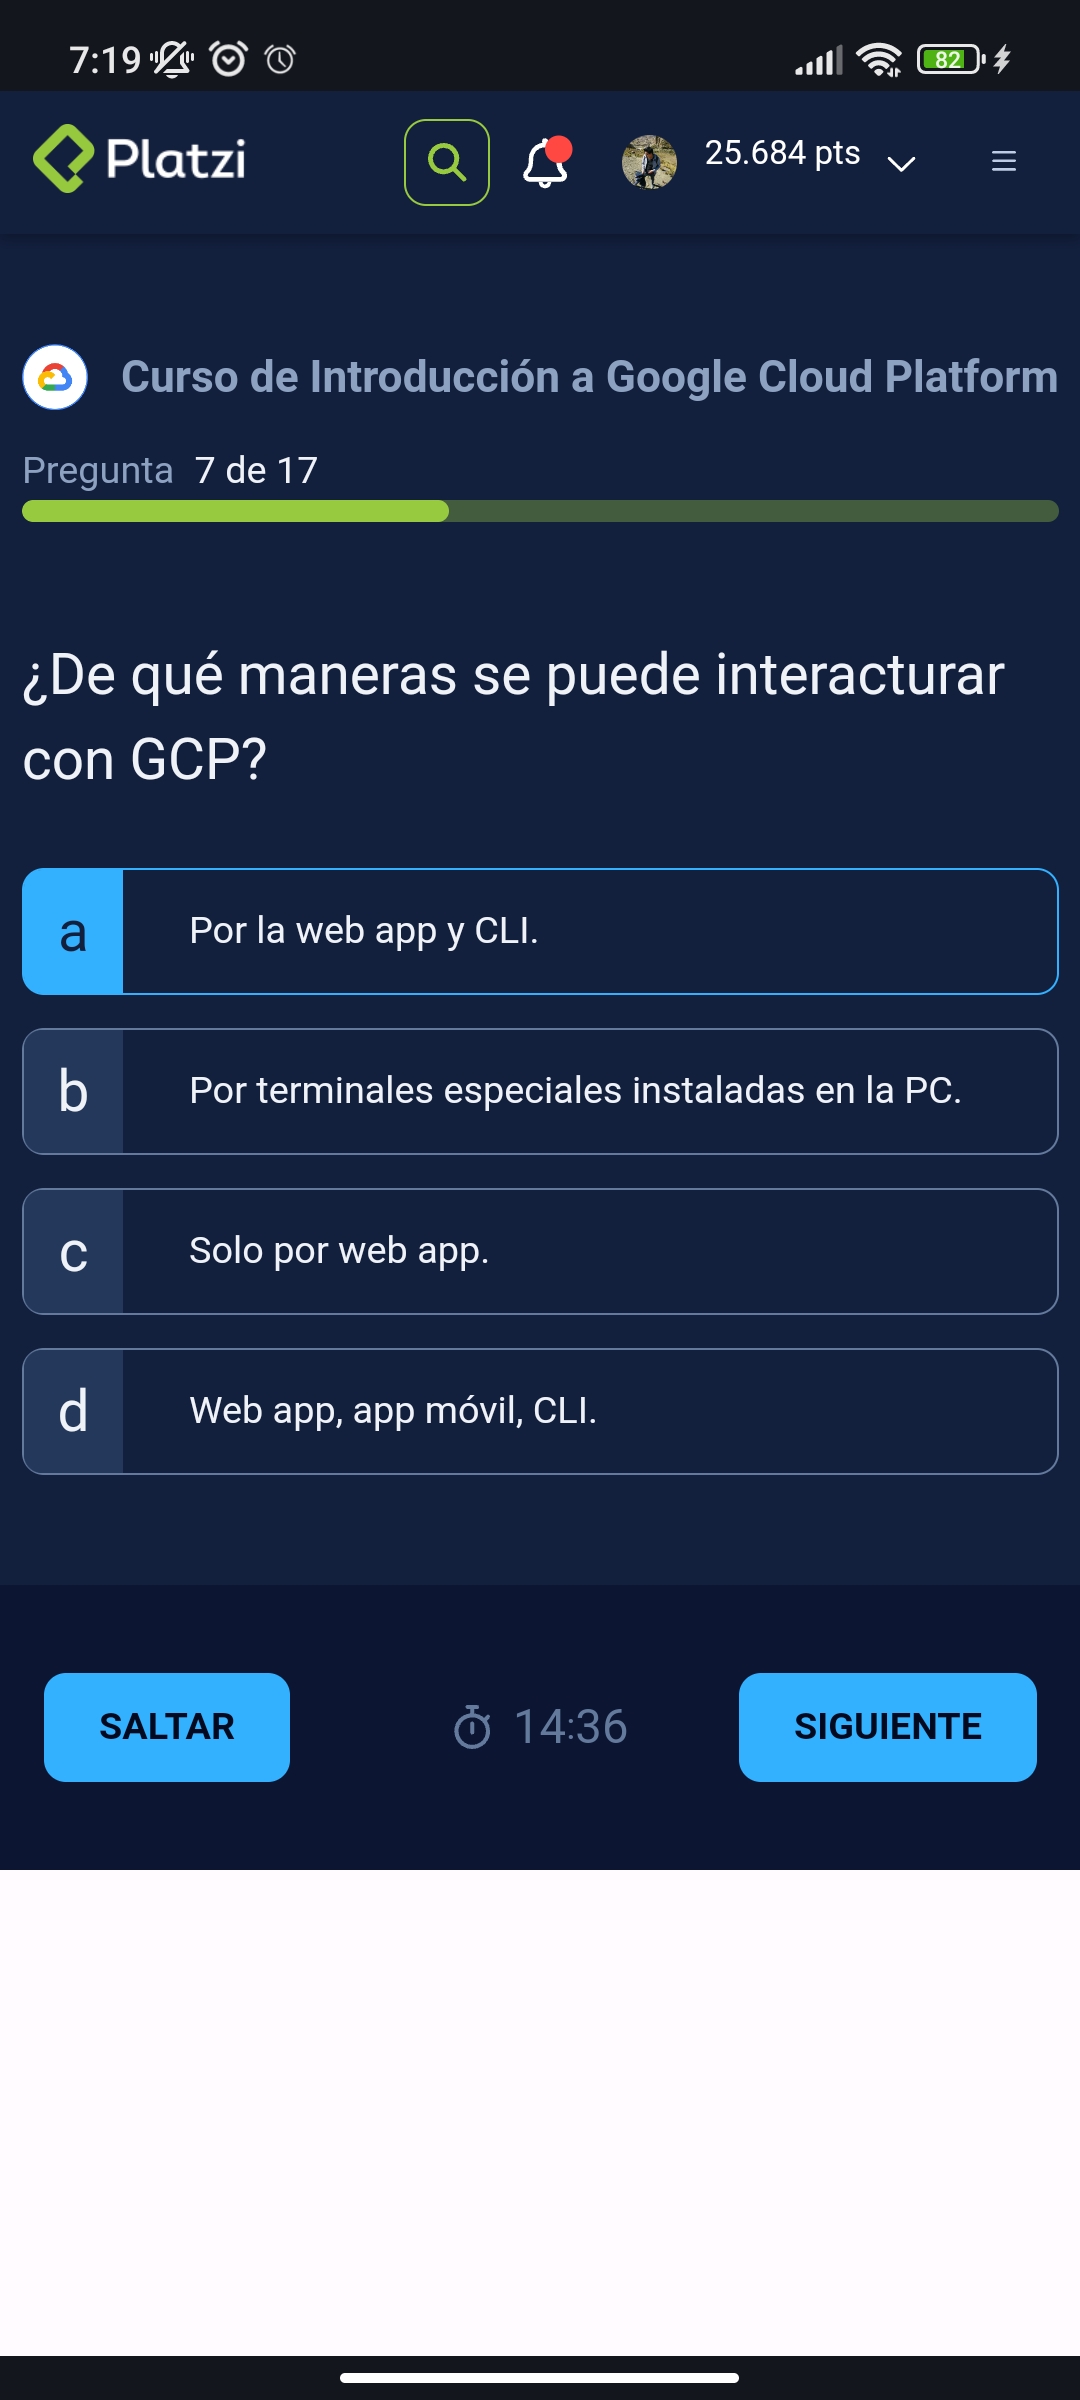 7:19
82
Platzi
25.684 pts
Curso de Introducción a Google Cloud Platform
Pregunta 7 de 17
¿De qué maneras se puede interacturar
con GCP?
a Por la web app y CLI.
b Por terminales especiales instaladas en la PC.
c Solo por web app.
d Web app, app móvil, CLI.
SALTAR
14:36
SIGUIENTE